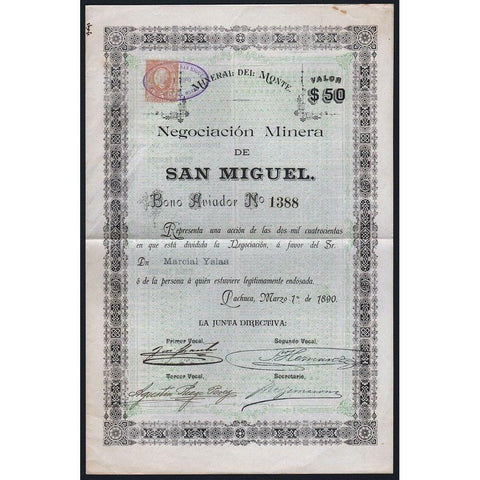 MINERAL DEL MONTE.
VALOR
$50
Negociación Minera
DE
SAN MIGUEL.
Bono Aviador No 1388
Representa una acción de las dos mil cuatrocientas
en que está dividida la Negociación, á favor del Sr.
Dn Marcial Yslas
ó de la persona á quién estuviere legitimamente endosada.
Pachuca, Marzo 1º de 1890.
LA JUNTA DIRECTIVA:
Primer Vocal, Segundo Vocal,
Tercer Vocal, Secretario,